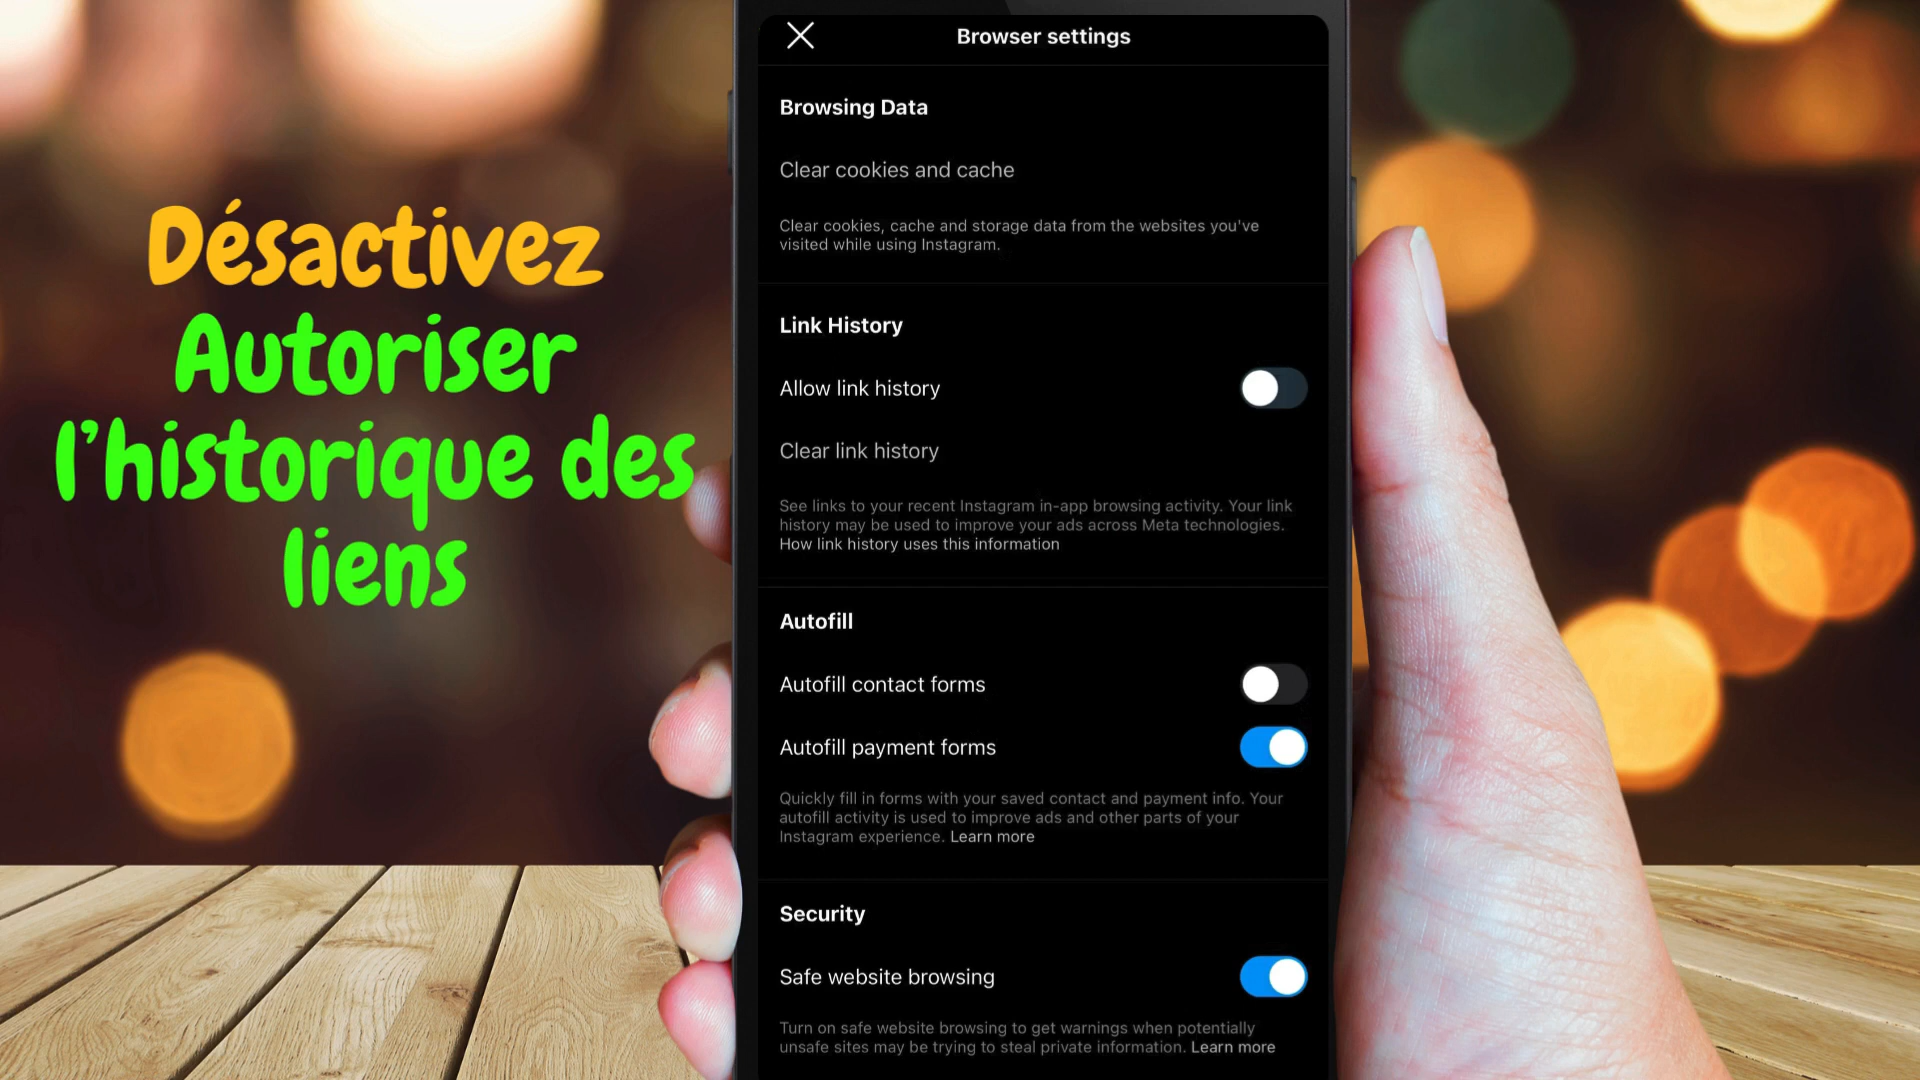 Désactivez
Autoriser
l'historique des
liens
Browser settings
Browsing Data
Clear cookies and cache
Clear cookies, cache and storage data from the websites you've
visited while using Instagram.
Link History
Allow link history
Clear link history
See links to your recent Instagram in-app browsing activity. Your link
history may be used to improve your ads across Meta technologies.
How link history uses this information
Autofill
Autofill contact forms
Autofill payment forms
Quickly fill in forms with your saved contact and payment info. Your
autofill activity is used to improve ads and other parts of your
Instagram experience. Learn more
Security
Safe website browsing
Turn on safe website browsing to get warnings when potentially
unsafe sites may be trying to steal private information. Learn more